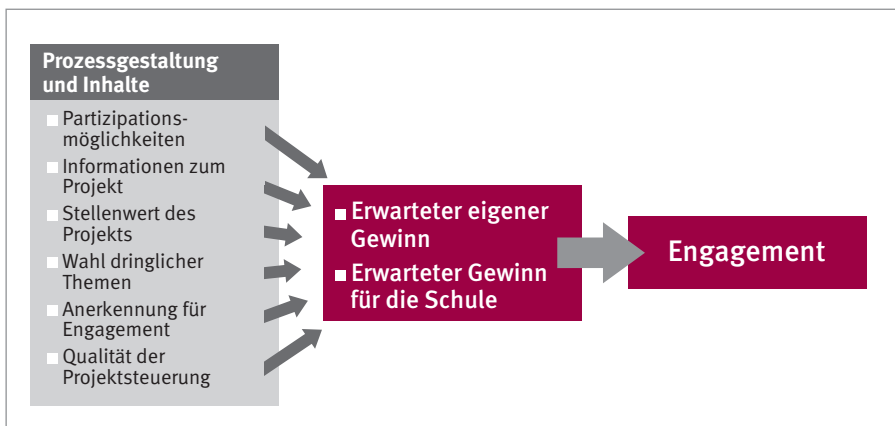 Prozessgestaltung
und Inhalte
Partizipations-
möglichkeiten
Informationen zum
Projekt
Stellenwert des
Projekts
Wahl dringlicher
Themen
Anerkennung für
Engagement
Qualität der
Projektsteuerung
Erwarteter eigener
Gewinn
Erwarteter Gewinn
für die Schule
Engagement